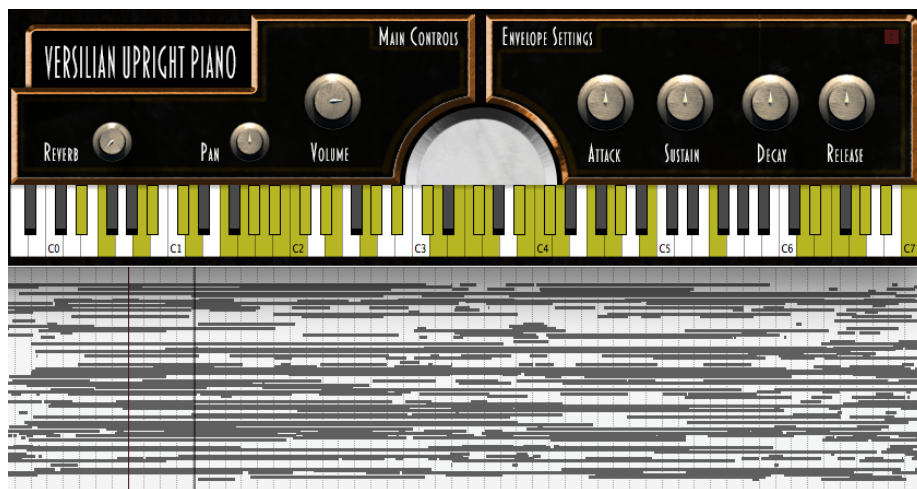 MAIN CONTROLS
ENVELOPE SETTINGS
VERSILIAN UPRIGHT PIANO
REVERB
PAN
VOLUME
ATTACK
SUSTAIN
DECAY
RELEASE
C0
C1
C2
C3
C4
C5
C6
C7